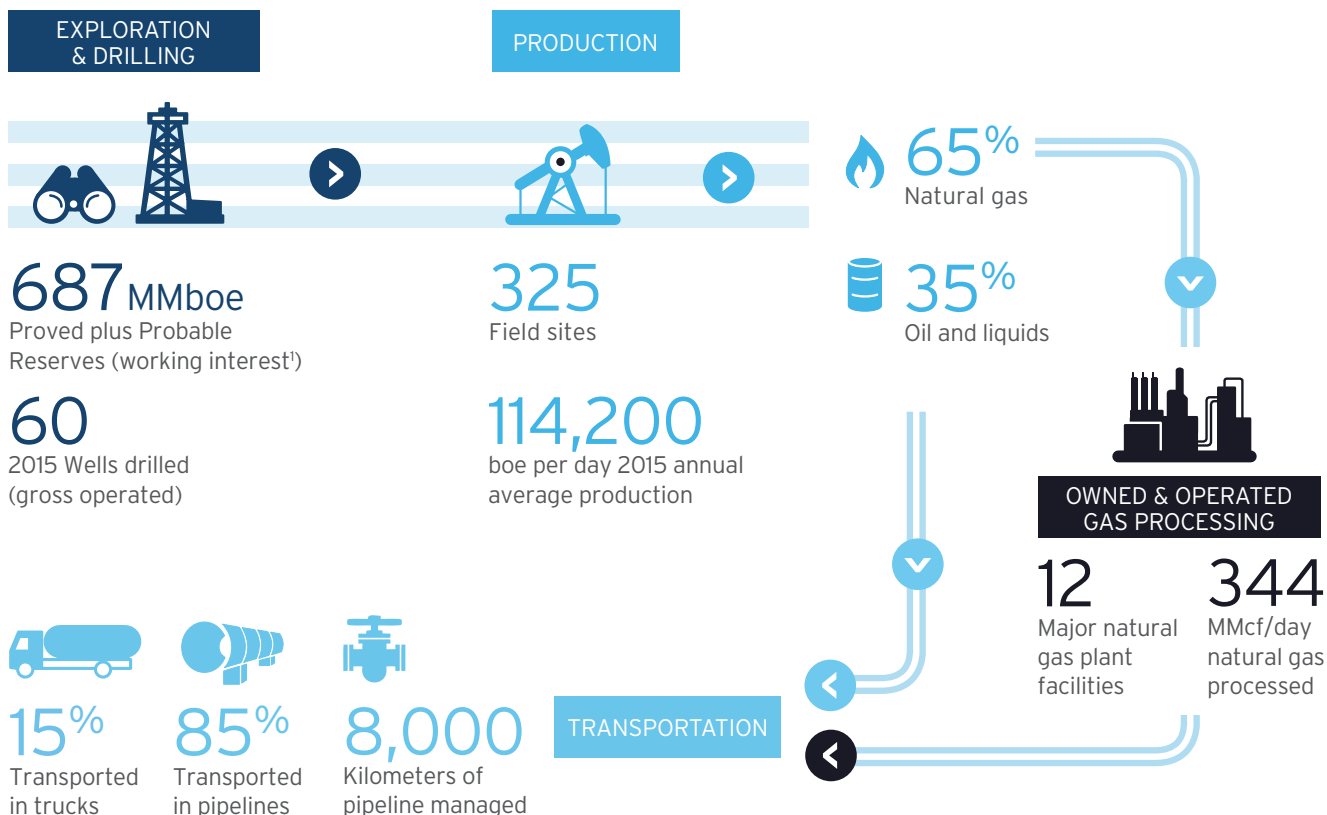 EXPLORATION
& DRILLING
PRODUCTION
687 MMboe
Proved plus Probable
Reserves (working interest¹)
60
2015 Wells drilled
(gross operated)
325
Field sites
114,200
boe per day 2015 annual
average production
65%
Natural gas
35%
Oil and liquids
OWNED & OPERATED
GAS PROCESSING
12
Major natural
gas plant
facilities
344
MMcf/day
natural gas
processed
TRANSPORTATION
15%
Transported
in trucks
85%
Transported
in pipelines
8,000
Kilometers of
pipeline managed